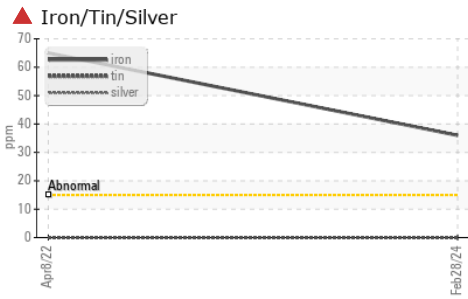 Iron/Tin/Silver
70
60
50
40
30
20
10
0
ppm
iron
tin
silver
Abnormal
Apr8/22
Feb28/24